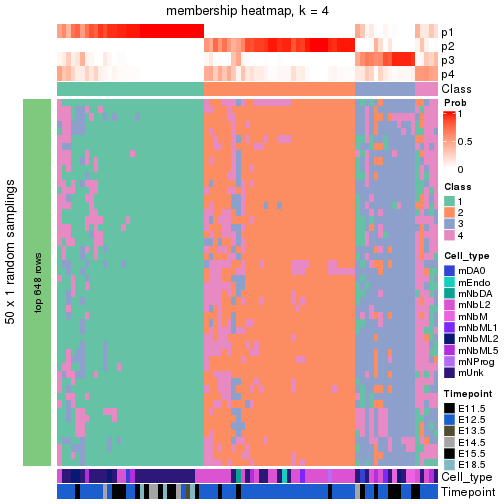 membership heatmap, k = 4
p1
p2
p3
p4
Class
50 x 1 random samplings
top 648 rows
Prob
1
0.5
0
Class
1
2
3
4
Cell_type
mDA0
mEndo
mNbDA
mNbL2
mNbM
mNbML1
mNbML2
mNbML5
mNProg
mUnk
Timepoint
E11.5
E12.5
E13.5
E14.5
E15.5
E18.5
Cell_type
Timepoint